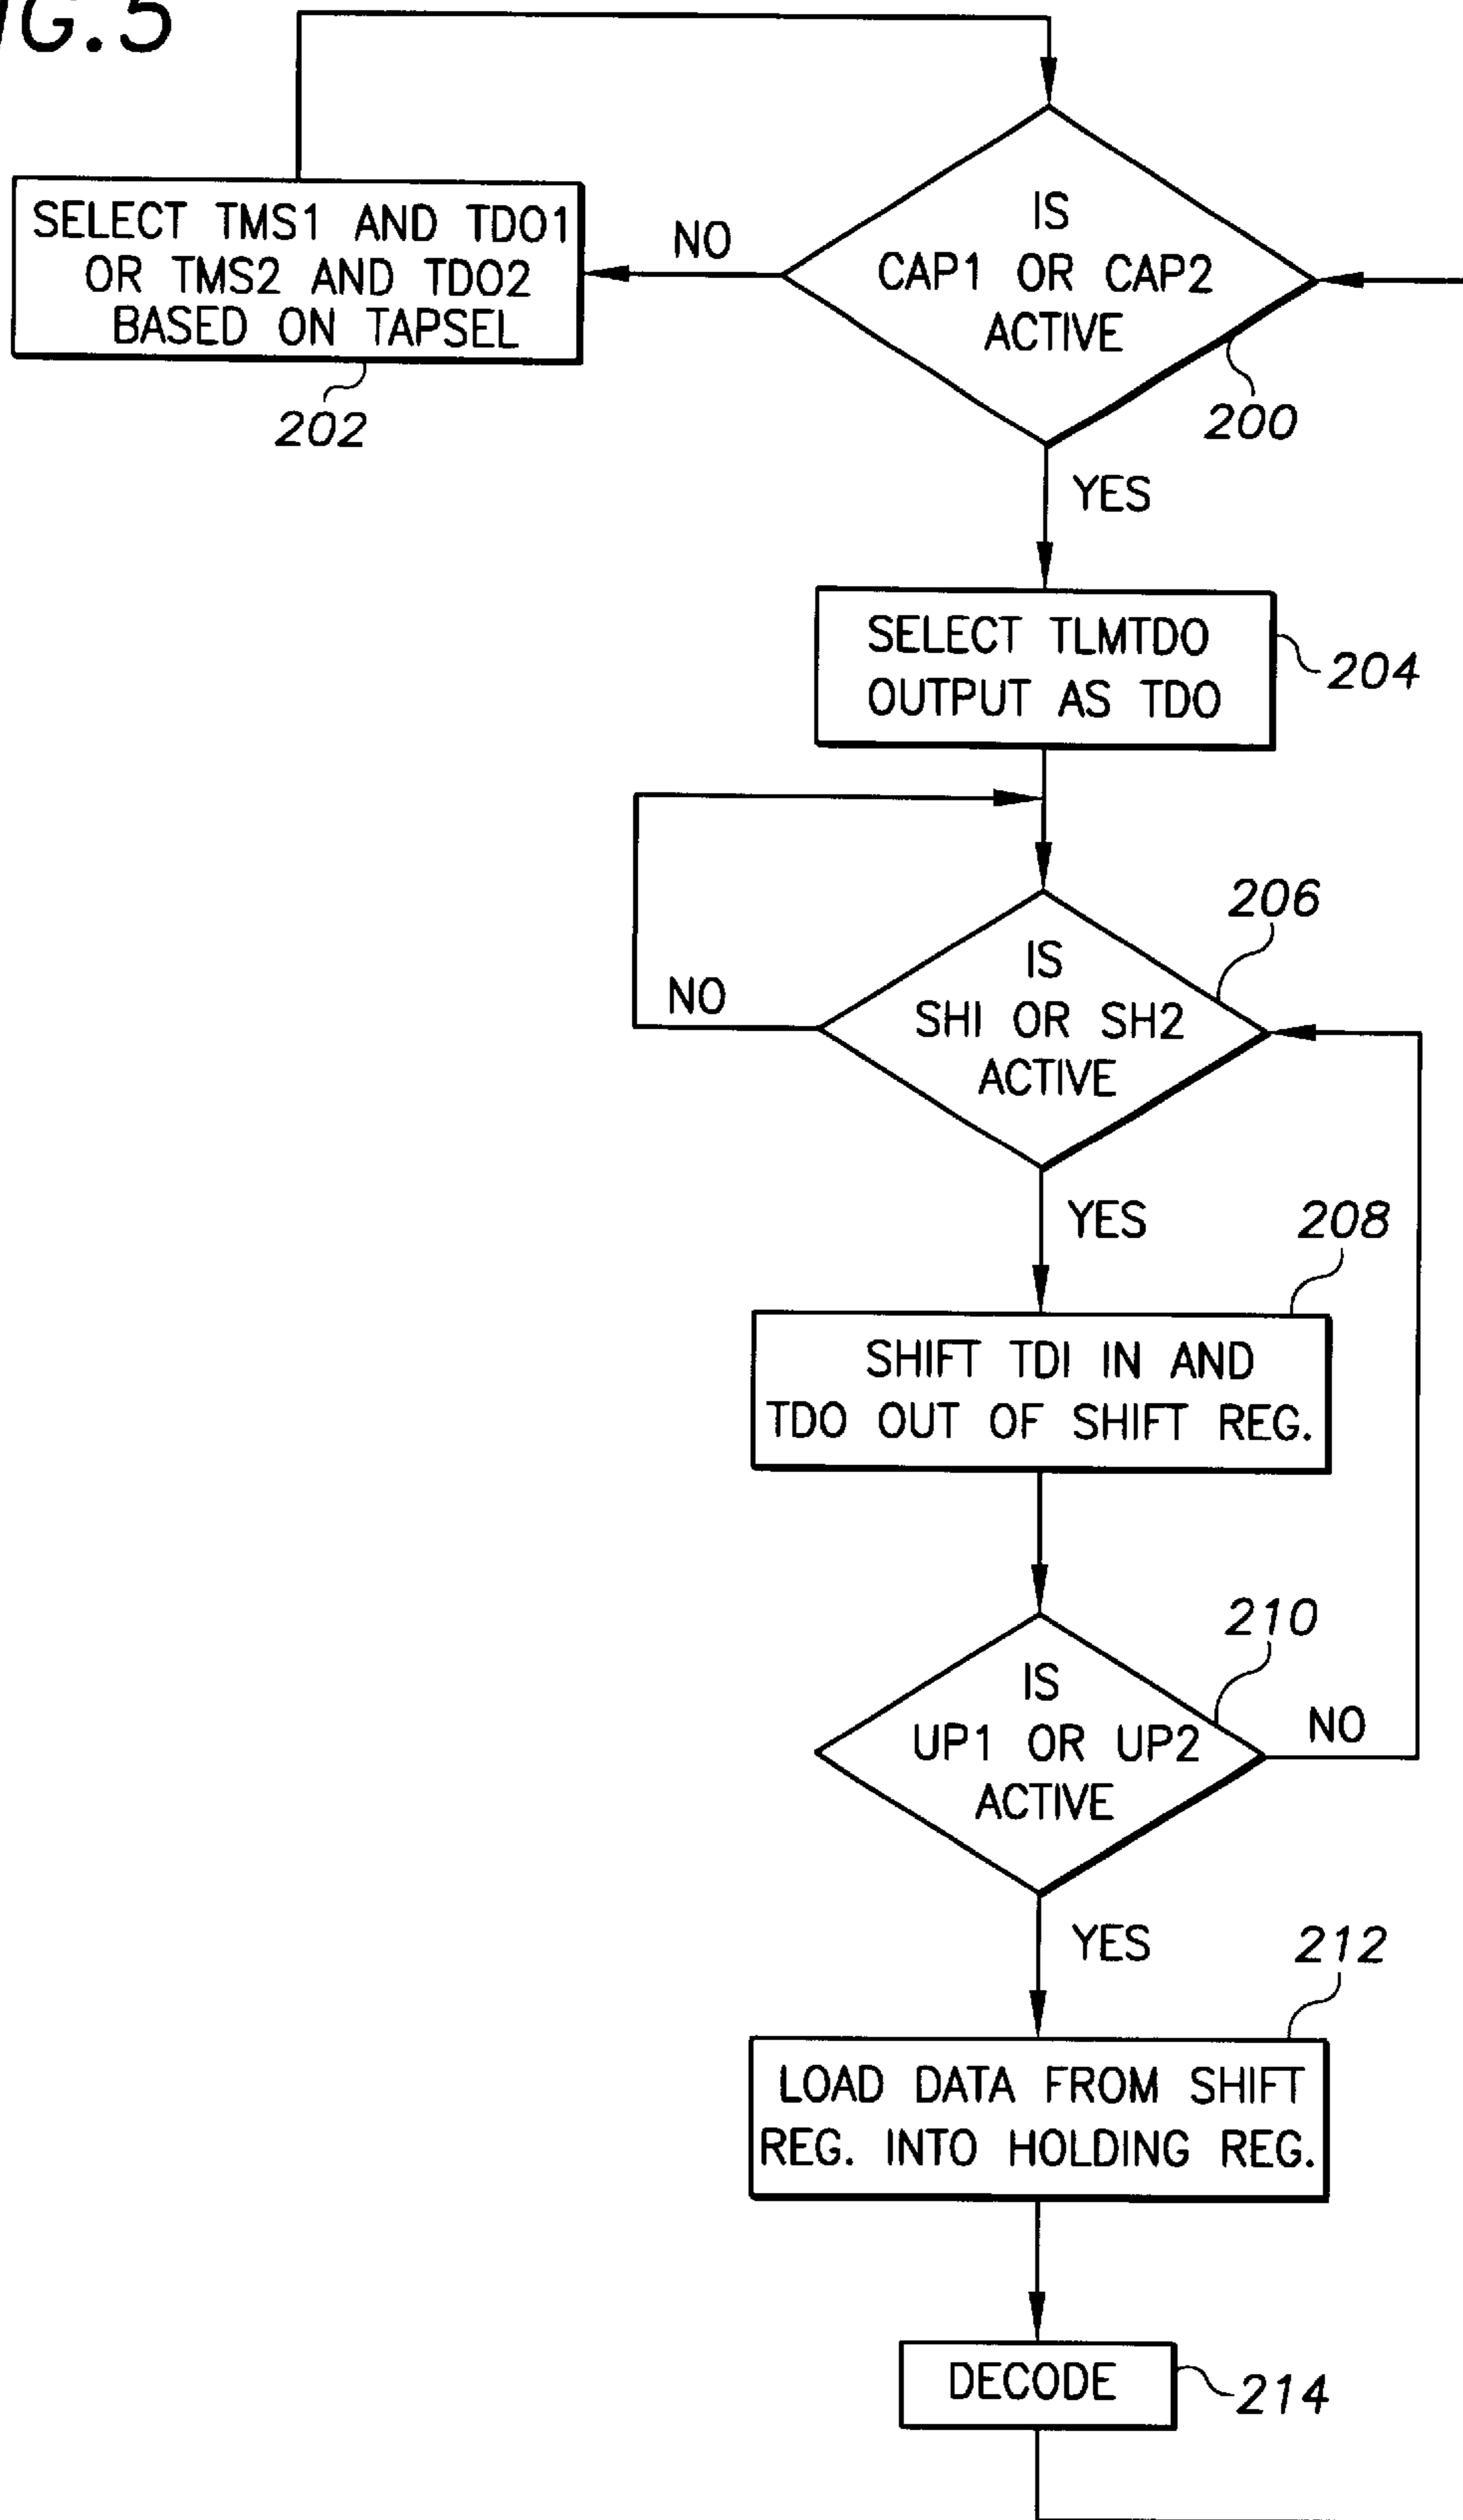 G.5
IS
CAP1 OR CAP2
ACTIVE
200
NO
SELECT TMS1 AND TDO1
OR TMS2 AND TDO2
BASED ON TAPSEL
202
YES
SELECT TLMTDO
OUTPUT AS TDO
204
IS
SHI OR SH2
ACTIVE
206
NO
YES
SHIFT TDI IN AND
TDO OUT OF SHIFT REG.
208
IS
UP1 OR UP2
ACTIVE
210
NO
YES
LOAD DATA FROM SHIFT
REG. INTO HOLDING REG.
212
DECODE
214